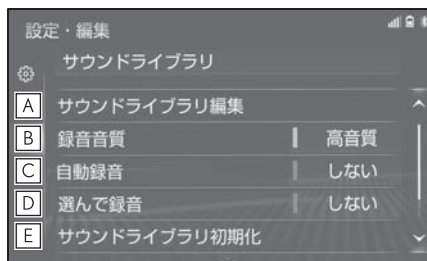 設定・編集
サウンドライブラリ
A サウンドライブラリ編集
B 録音音質 高音質
C 自動録音 しない
D 選んで録音 しない
E サウンドライブラリ初期化